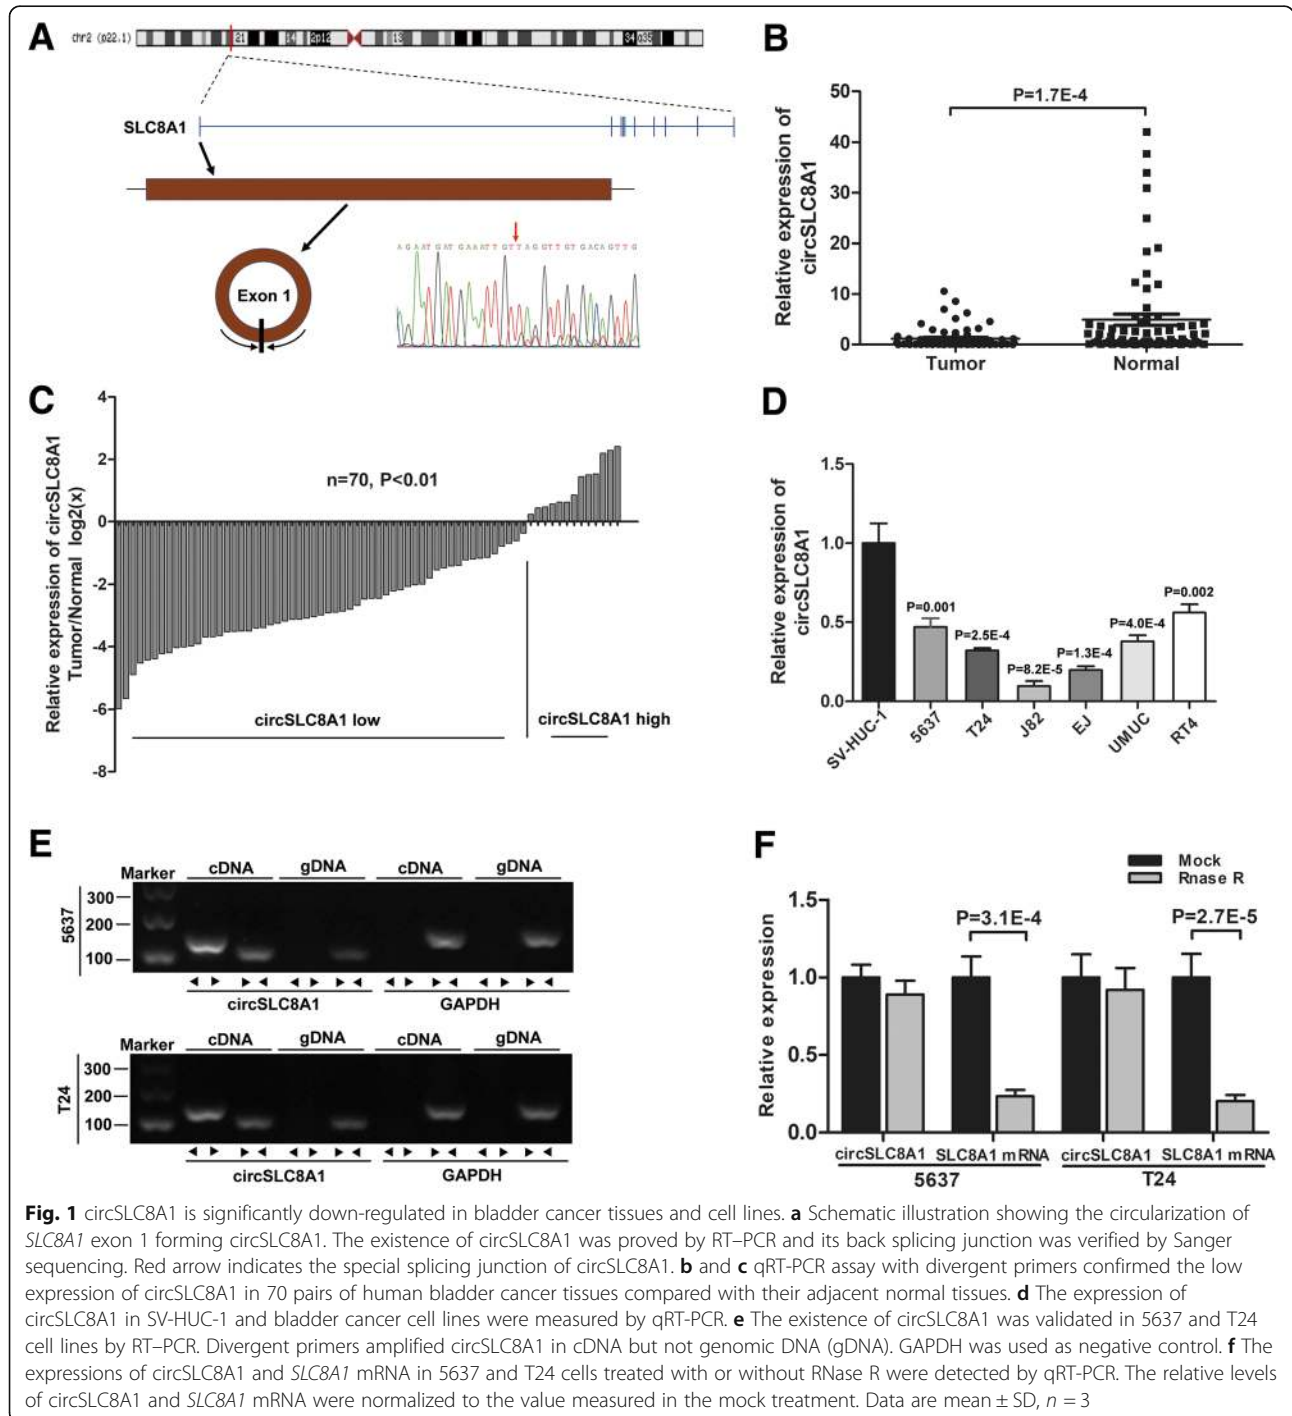 A
chr2 (p22.1)
21
14
2p12
13
34
q35
SLC8A1
Exon 1
A G A A T G A T G A A A T T G T T A G G T T G T G A C A G T T G
B
P=1.7E-4
Relative expression of
circSLC8A1
50
40
30
20
10
0
Tumor
Normal
C
Relative expression of circSLC8A1
Tumor/Normal log2(x)
4
2
0
-2
-4
-6
-8
n=70, P<0.01
circSLC8A1 low
circSLC8A1 high
D
Relative expression of
circSLC8A1
1.5
1.0
0.5
0.0
P=0.001
P=2.5E-4
P=8.2E-5
P=1.3E-4
P=4.0E-4
P=0.002
SV-HUC-1
5637
T24
J82
EJ
UMUC
RT4
E
Marker
cDNA
gDNA
cDNA
gDNA
5637
300
200
100
circSLC8A1
GAPDH
Marker
cDNA
gDNA
cDNA
gDNA
T24
300
200
100
circSLC8A1
GAPDH
F
Mock
Rnase R
Relative expression
1.5
1.0
0.5
0.0
P=3.1E-4
P=2.7E-5
circSLC8A1 SLC8A1 mRNA circSLC8A1 SLC8A1 mRNA
5637
T24
Fig. 1 circSLC8A1 is significantly down-regulated in bladder cancer tissues and cell lines. a Schematic illustration showing the circularization of
SLC8A1 exon 1 forming circSLC8A1. The existence of circSLC8A1 was proved by RT–PCR and its back splicing junction was verified by Sanger
sequencing. Red arrow indicates the special splicing junction of circSLC8A1. b and c qRT-PCR assay with divergent primers confirmed the low
expression of circSLC8A1 in 70 pairs of human bladder cancer tissues compared with their adjacent normal tissues. d The expression of
circSLC8A1 in SV-HUC-1 and bladder cancer cell lines were measured by qRT-PCR. e The existence of circSLC8A1 was validated in 5637 and T24
cell lines by RT–PCR. Divergent primers amplified circSLC8A1 in cDNA but not genomic DNA (gDNA). GAPDH was used as negative control. f The
expressions of circSLC8A1 and SLC8A1 mRNA in 5637 and T24 cells treated with or without RNase R were detected by qRT-PCR. The relative levels
of circSLC8A1 and SLC8A1 mRNA were normalized to the value measured in the mock treatment. Data are mean ± SD, n = 3